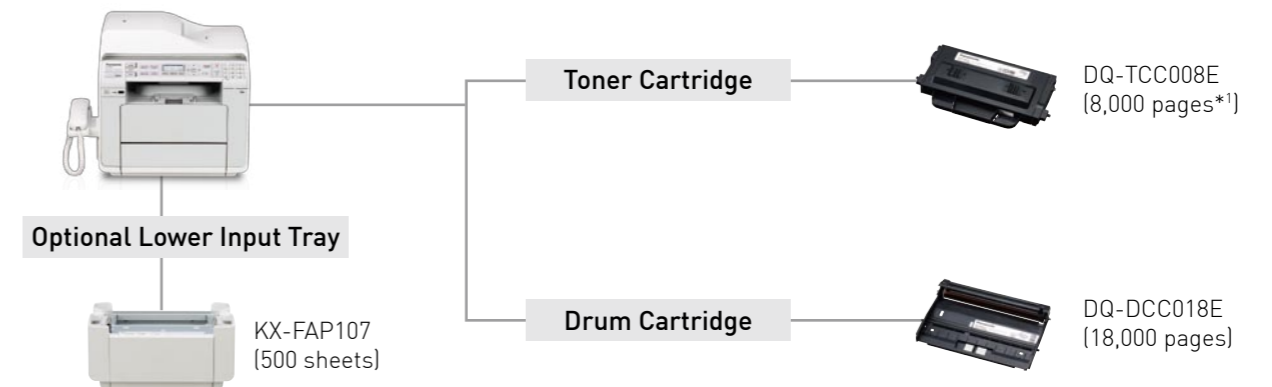 Toner Cartridge
DQ-TCC008E
(8,000 pages*1)
Optional Lower Input Tray
KX-FAP107
(500 sheets)
Drum Cartridge
DQ-DCC018E
(18,000 pages)